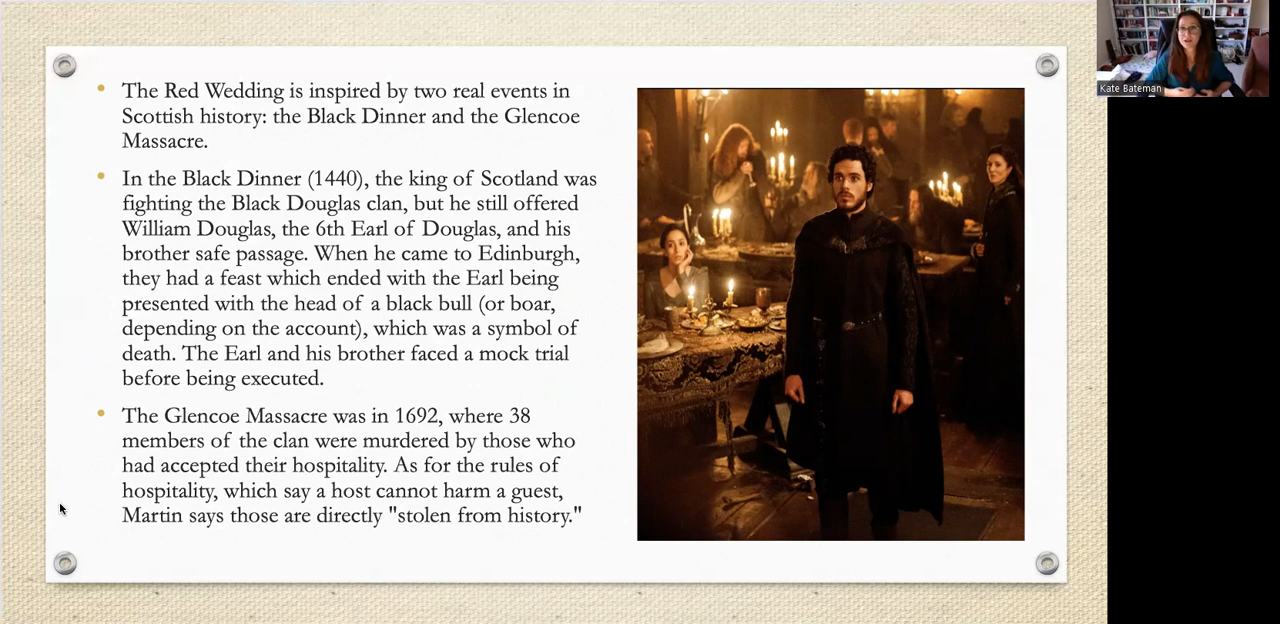 The Red Wedding is inspired by two real events in
Scottish history: the Black Dinner and the Glencoe
Massacre.
In the Black Dinner (1440), the king of Scotland was
fighting the Black Douglas clan, but he still offered
William Douglas, the 6th Earl of Douglas, and his
brother safe passage. When he came to Edinburgh,
they had a feast which ended with the Earl being
presented with the head of a black bull (or boar,
depending on the account), which was a symbol of
death. The Earl and his brother faced a mock trial
before being executed.
The Glencoe Massacre was in 1692, where 38
members of the clan were murdered by those who
had accepted their hospitality. As for the rules of
hospitality, which say a host cannot harm a guest,
Martin says those are directly "stolen from history."
Kate Bateman